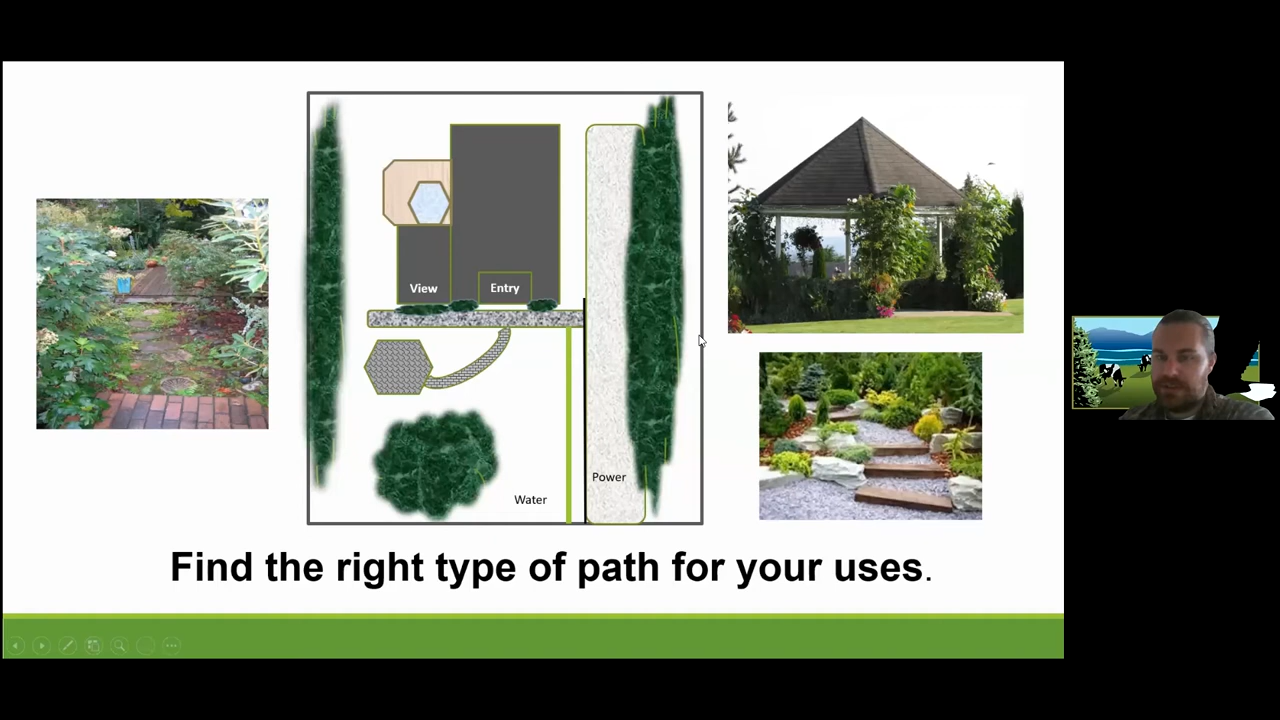 View
Entry
Power
Water
Find the right type of path for your uses.